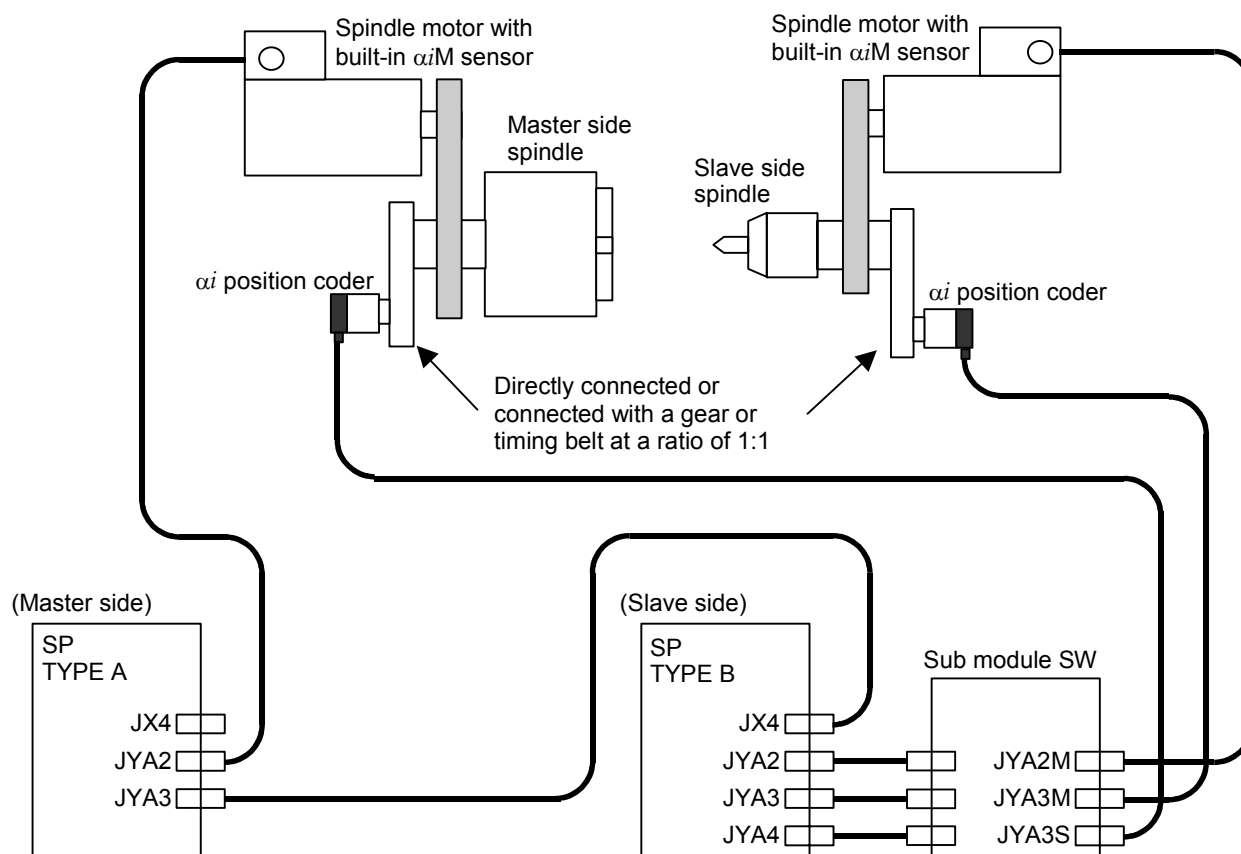 Spindle motor with
built-in αiM sensor
Spindle motor with
built-in αiM sensor
Master side
spindle
Slave side
spindle
αi position coder
αi position coder
Directly connected or
connected with a gear or
timing belt at a ratio of 1:1
(Master side)
SP
TYPE A
JX4
JYA2
JYA3
(Slave side)
SP
TYPE B
JX4
JYA2
JYA3
JYA4
Sub module SW
JYA2M
JYA3M
JYA3S